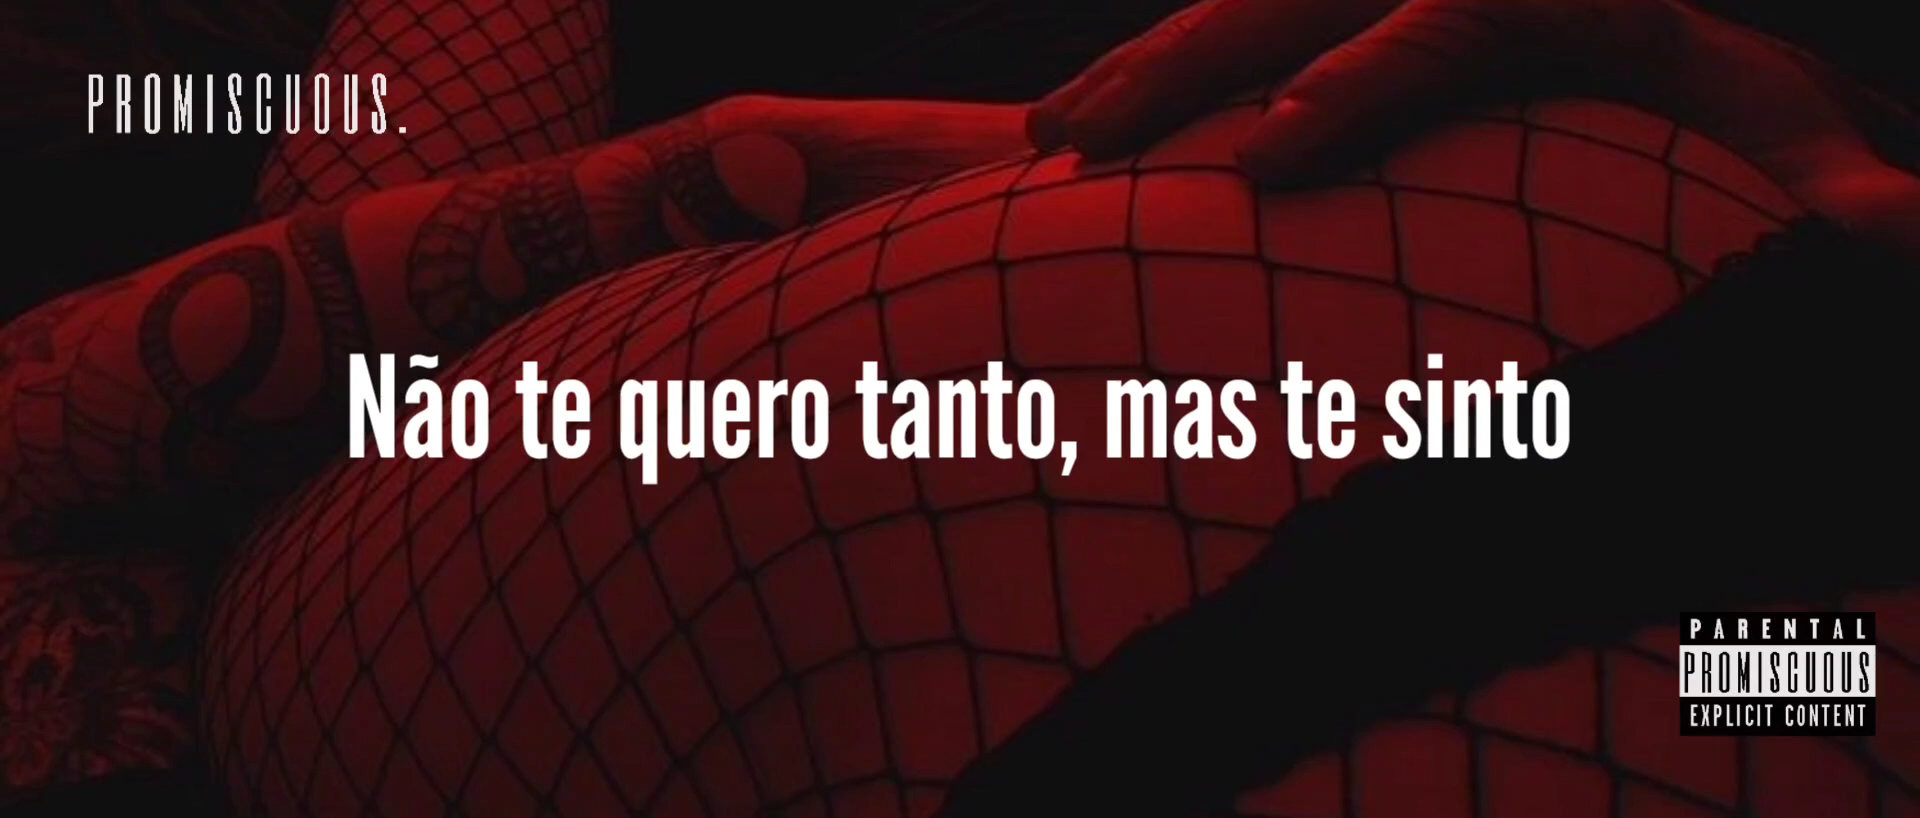 PROMISCUOUS.
Não te quero tanto, mas te sinto
PARENTAL
PROMISCUOUS
EXPLICIT CONTENT